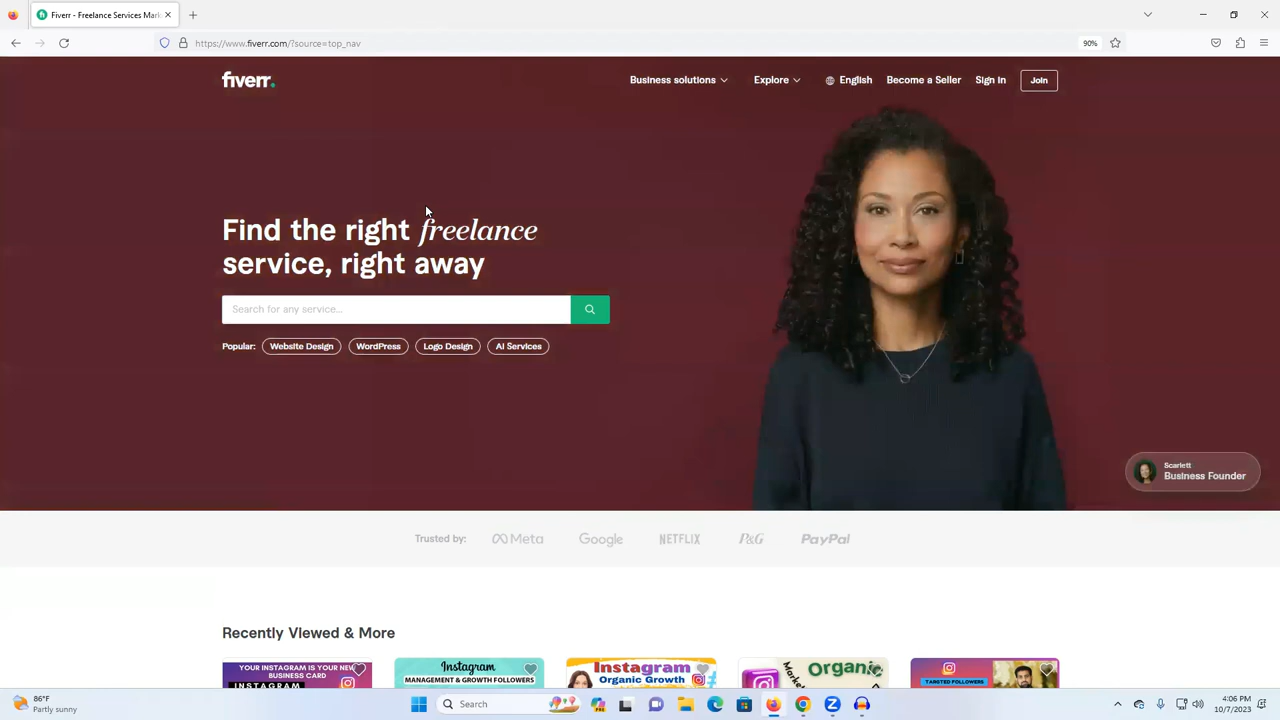 Fiverr - Freelance Services Mark
https://www.fiverr.com/?source=top_nav
90%
fiverr.
Business solutions
Explore
English
Become a Seller
Sign in
Join
Find the right freelance
service, right away
Search for any service...
Popular:
Website Design
WordPress
Logo Design
AI Services
Scarlett
Business Founder
Trusted by:
Meta
Google
NETFLIX
P&G
PayPal
Recently Viewed & More
YOUR INSTAGRAM IS YOUR NEW
BUSINESS CARD
INSTAGRAM
Instagram
MANAGEMENT & GROWTH FOLLOWERS
Instagram
Organic Growth
Organic
TARGTED FOLLOWERS
86°F
Partly sunny
Search
4:06 PM
10/7/2023